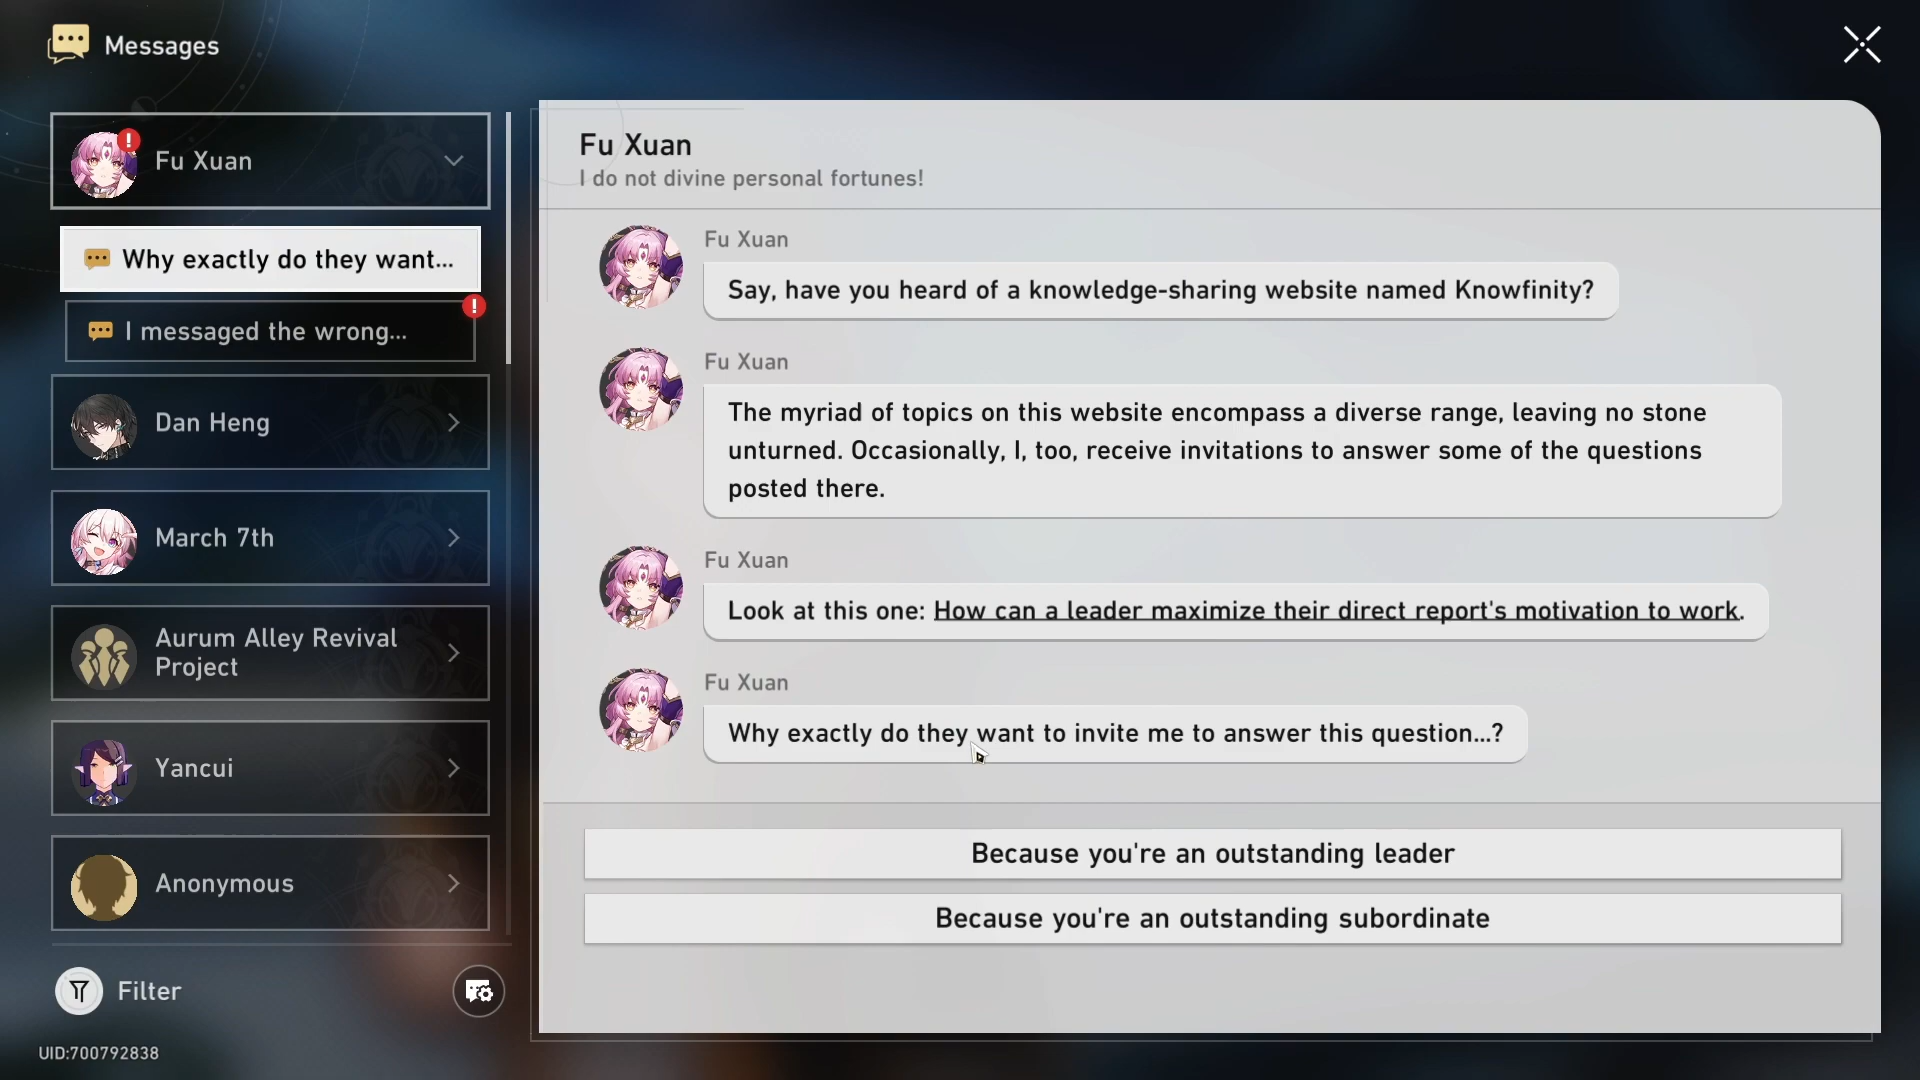 Messages
Fu Xuan
Why exactly do they want...
I messaged the wrong...
Dan Heng
March 7th
Aurum Alley Revival
Project
Yancui
Anonymous
Filter
UID:700792838
Fu Xuan
I do not divine personal fortunes!
Fu Xuan
Say, have you heard of a knowledge-sharing website named Knowfinity?
Fu Xuan
The myriad of topics on this website encompass a diverse range, leaving no stone
unturned. Occasionally, I, too, receive invitations to answer some of the questions
posted there.
Fu Xuan
Look at this one: How can a leader maximize their direct report's motivation to work.
Fu Xuan
Why exactly do they want to invite me to answer this question...?
Because you're an outstanding leader
Because you're an outstanding subordinate